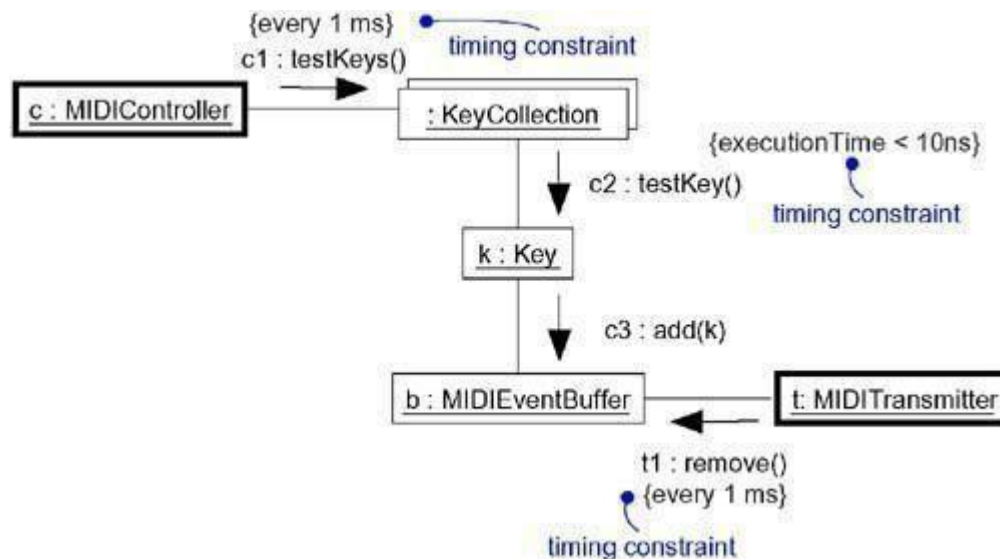 {every 1 ms}
timing constraint
c1 : testKeys()
c : MIDIController
: KeyCollection
{executionTime < 10ns}
c2 : testKey()
timing constraint
k : Key
c3 : add(k)
b : MIDIEventBuffer
t: MIDITransmitter
t1 : remove()
{every 1 ms}
timing constraint